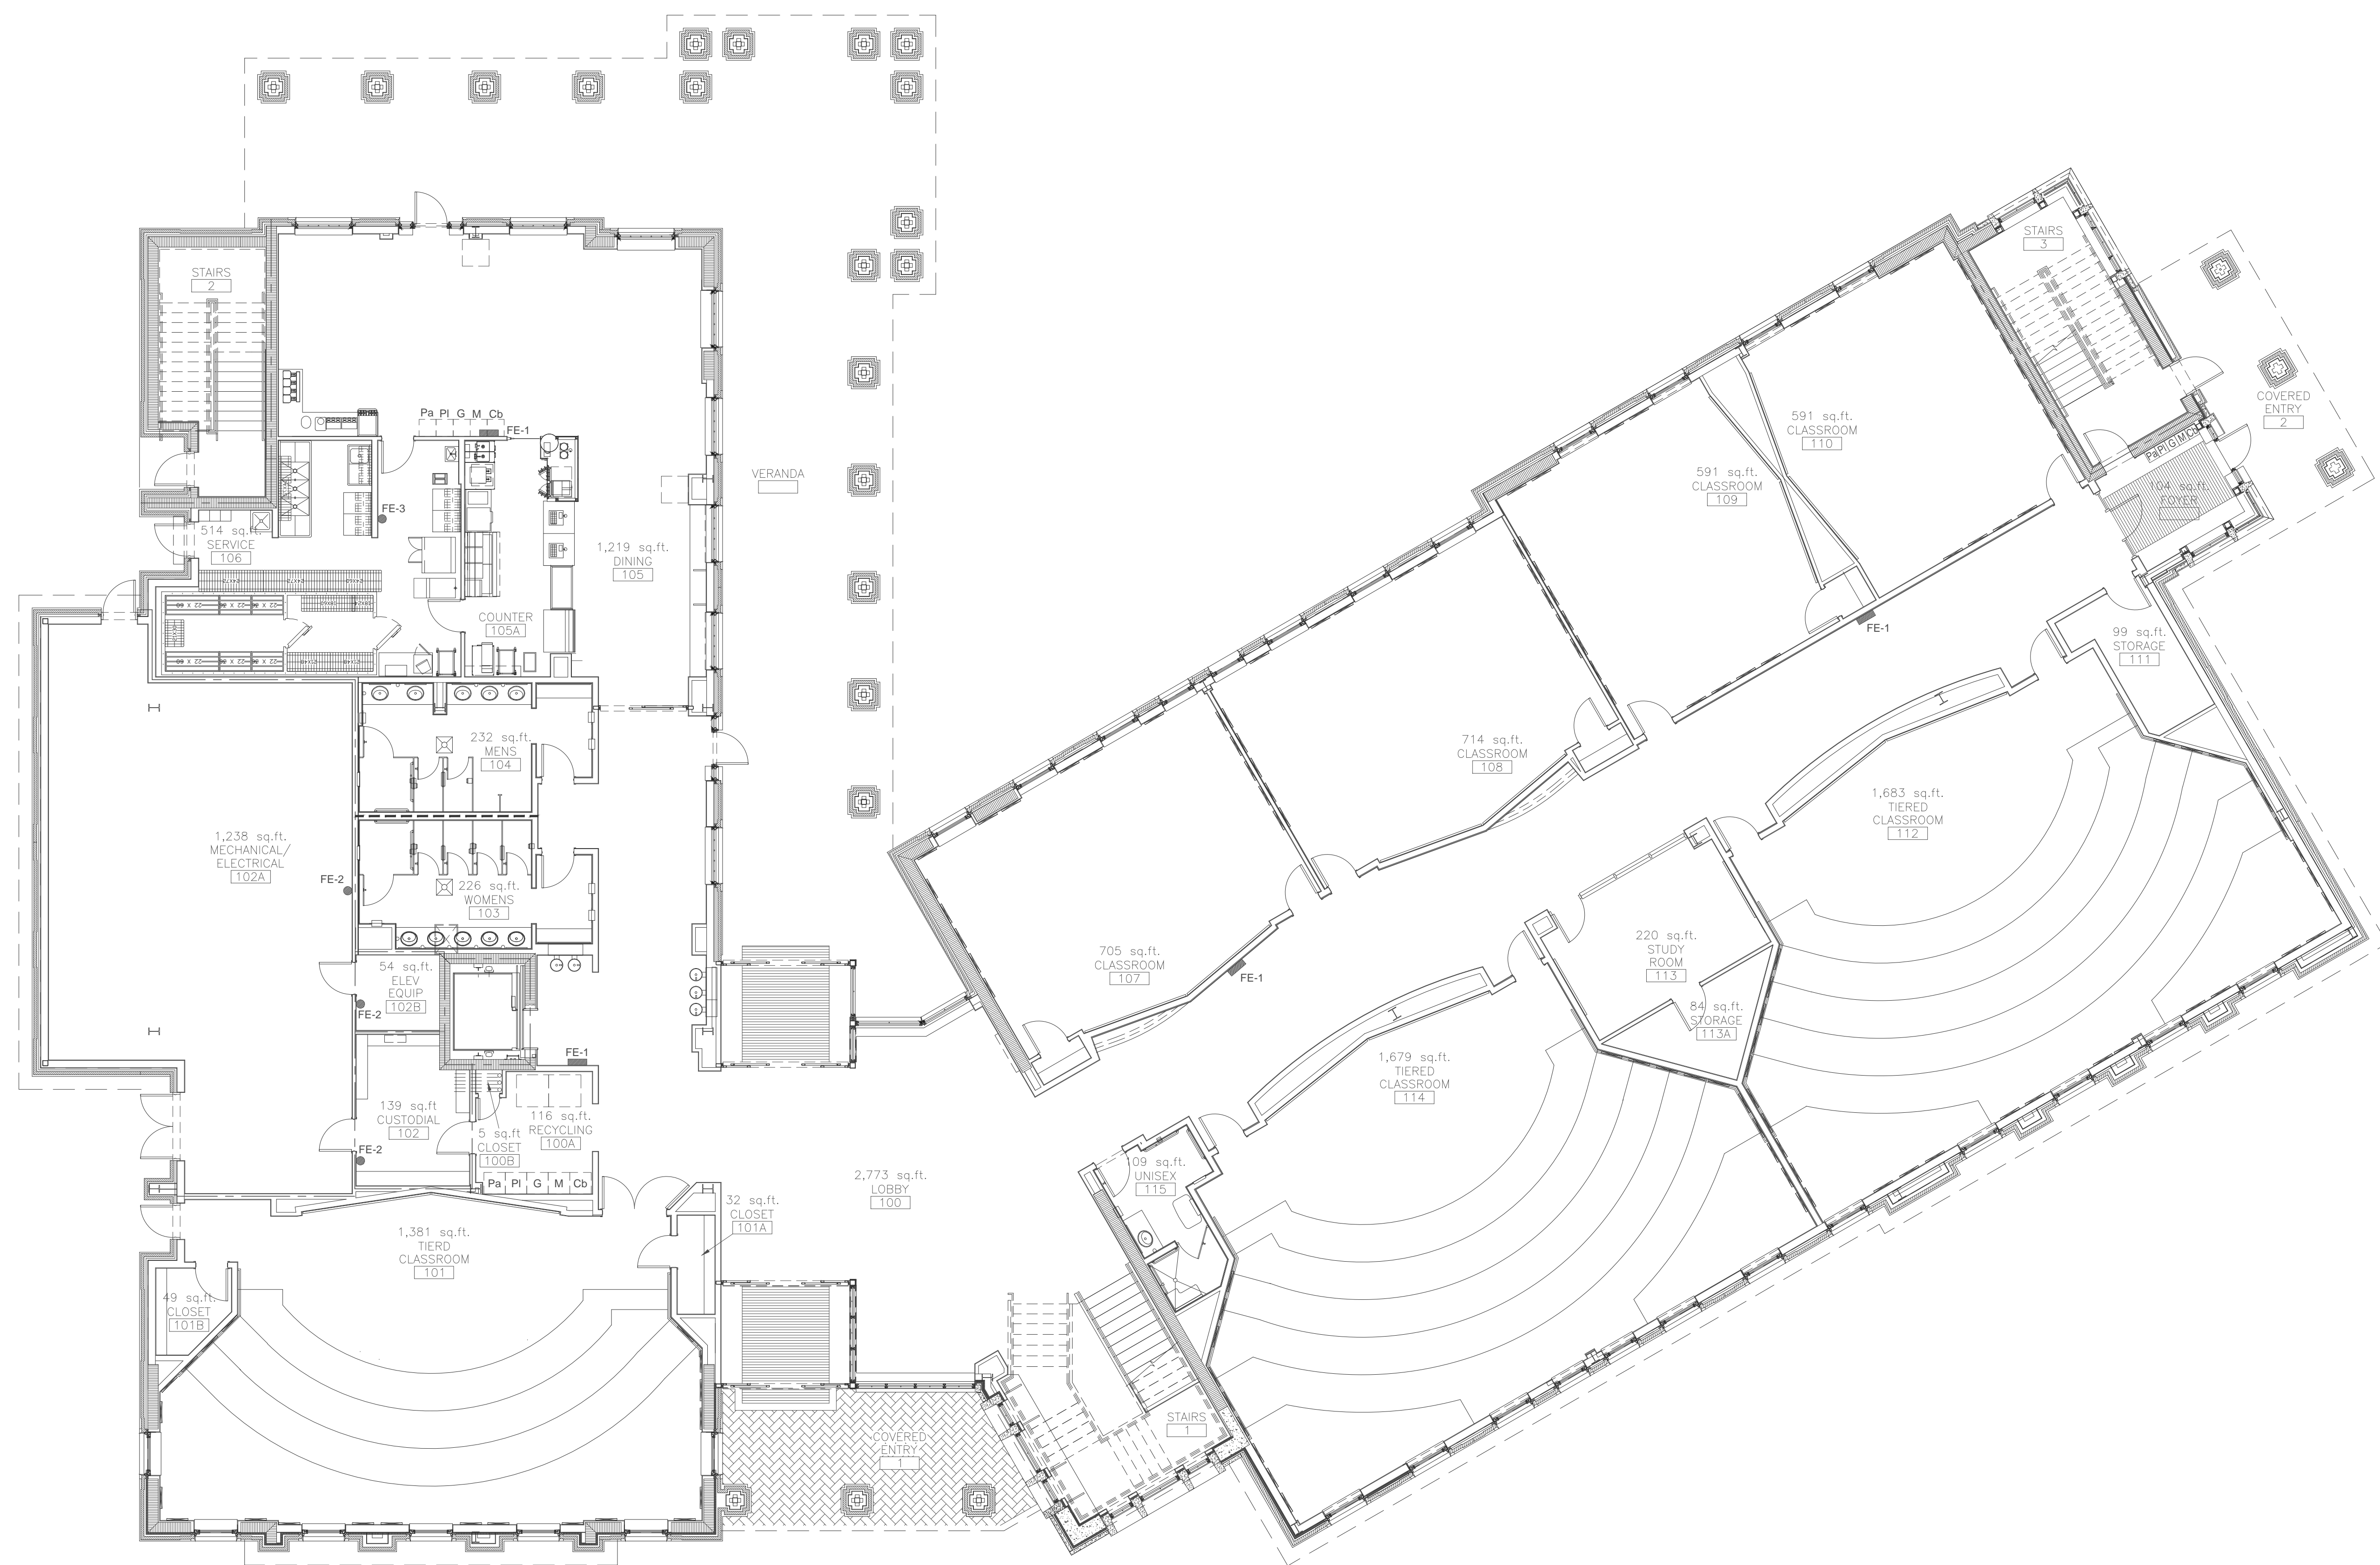 STAIRS
2
Pa Pl G M Cb
FE-1
FE-3
514 sq.ft.
SERVICE
106
1,219 sq.ft.
DINING
105
COUNTER
105A
VERANDA
232 sq.ft.
MENS
104
1,238 sq.ft.
MECHANICAL/
ELECTRICAL
102A
FE-2
226 sq.ft.
WOMENS
103
54 sq.ft.
ELEV
EQUIP
102B
FE-2
FE-1
139 sq.ft
CUSTODIAL
102
FE-2
5 sq.ft
CLOSET
100B
116 sq.ft.
RECYCLING
100A
Pa Pl G M Cb
32 sq.ft.
CLOSET
101A
2,773 sq.ft.
LOBBY
100
1,381 sq.ft.
TIERD
CLASSROOM
101
49 sq.ft.
CLOSET
101B
COVERED
ENTRY
1
STAIRS
1
109 sq.ft.
UNISEX
115
1,679 sq.ft.
TIERED
CLASSROOM
114
705 sq.ft.
CLASSROOM
107
FE-1
714 sq.ft.
CLASSROOM
108
220 sq.ft.
STUDY
ROOM
113
84 sq.ft.
STORAGE
113A
1,683 sq.ft.
TIERED
CLASSROOM
112
99 sq.ft.
STORAGE
111
FE-1
591 sq.ft.
CLASSROOM
109
591 sq.ft.
CLASSROOM
110
STAIRS
3
COVERED
ENTRY
2
Pa Pl G M Cb
104 sq.ft.
FOYER